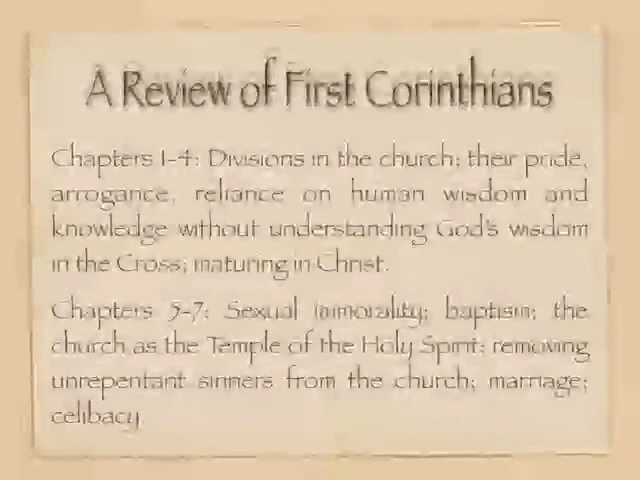 A Review of First Corinthians
Chapters 1-4: Divisions in the church; their pride,
arrogance, reliance on human wisdom and
knowledge without understanding God's wisdom
in the Cross; maturing in Christ.
Chapters 5-7: Sexual immorality; baptism; the
church as the Temple of the Holy Spirit; removing
unrepentant sinners from the church; marriage;
celibacy.